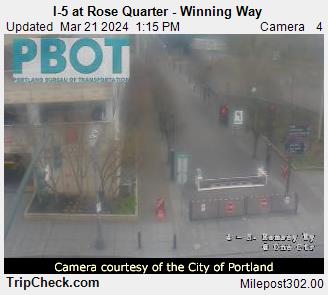 I-5 at Rose Quarter - Winning Way
Updated Mar 21 2024 1:15 PM Camera 4
PBOT
PORTLAND BUREAU OF TRANSPORTATION
Camera courtesy of the City of Portland
TripCheck.com Milepost302.00